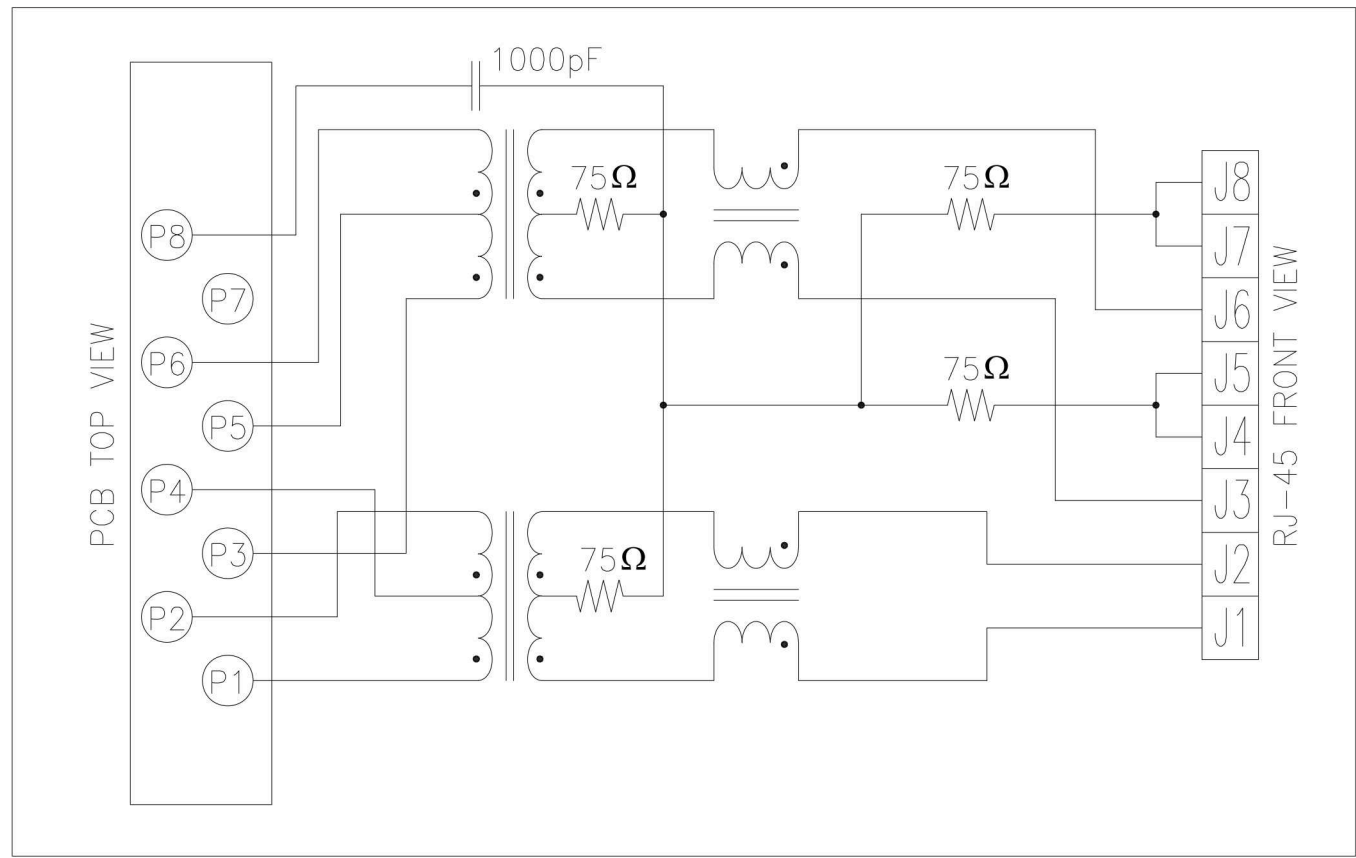 1000pF
75Ω
75Ω
75Ω
75Ω
PCB TOP VIEW
P8
P7
P6
P5
P4
P3
P2
P1
J8
J7
J6
J5
J4
J3
J2
J1
RJ-45 FRONT VIEW